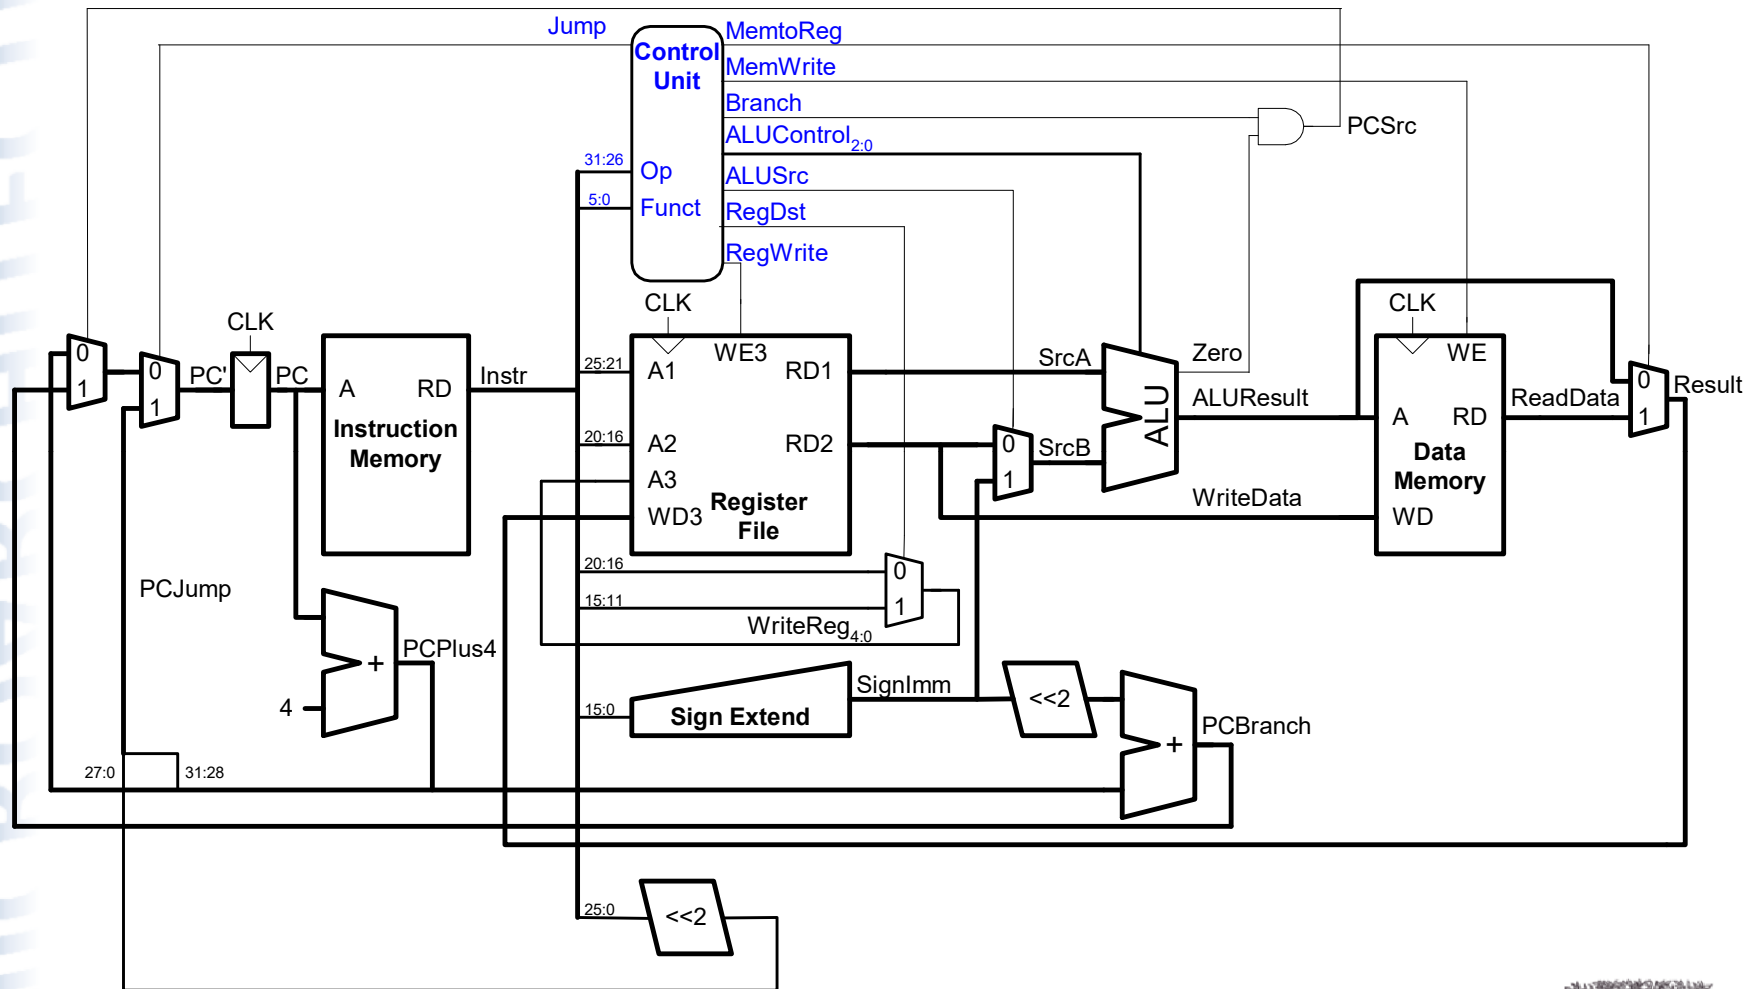 Jump
MemtoReg
Control
Unit
MemWrite
Branch
PCSrc
ALUControl2:0
31:26
Op
ALUSrc
5:0
Funct
RegDst
RegWrite
CLK
CLK
CLK
0
1
0
1
PC'
PC
A
RD
Instruction
Memory
Instr
25:21
A1
WE3
RD1
20:16
A2
RD2
A3
WD3
Register
File
SrcA
0
1
SrcB
ALU
Zero
ALUResult
WriteData
WE
A
RD
Data
Memory
WD
ReadData
0
1
Result
20:16
0
15:11
1
WriteReg4:0
PCJump
PCPlus4
+
4
SignImm
15:0
Sign Extend
<<2
+
PCBranch
27:0
31:28
25:0
<<2